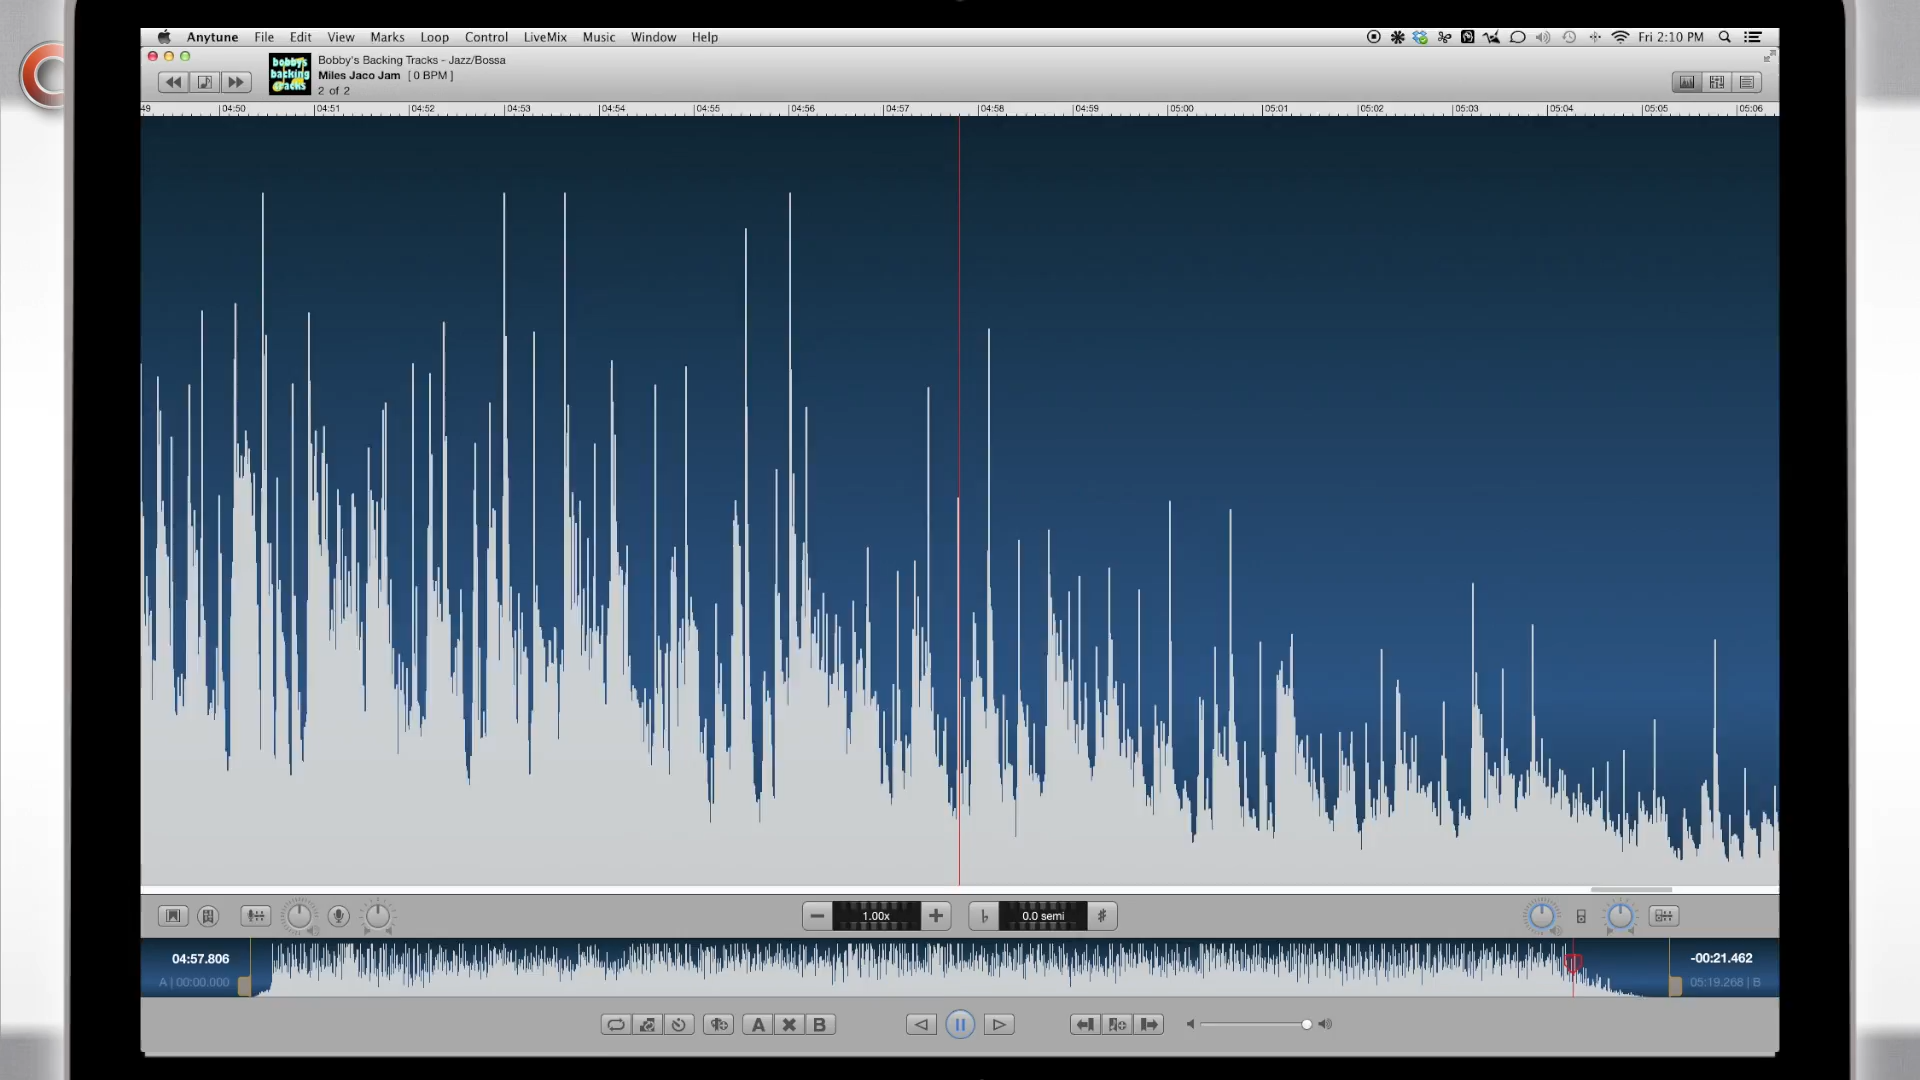 Anytune File Edit View Marks Loop Control LiveMix Music Window Help Fri 2:10 PM
bobby's backing tracks
Bobby's Backing Tracks - Jazz/Bossa
Miles Jaco Jam [ 0 BPM ]
2 of 2
49 04:50 04:51 04:52 04:53 04:54 04:55 04:56 04:57 04:58 04:59 05:00 05:01 05:02 05:03 05:04 05:05 05:06
1.00x 0.0 semi
04:57.806 -00:21.462
A | 00:00.000 05:19.268 | B
A B